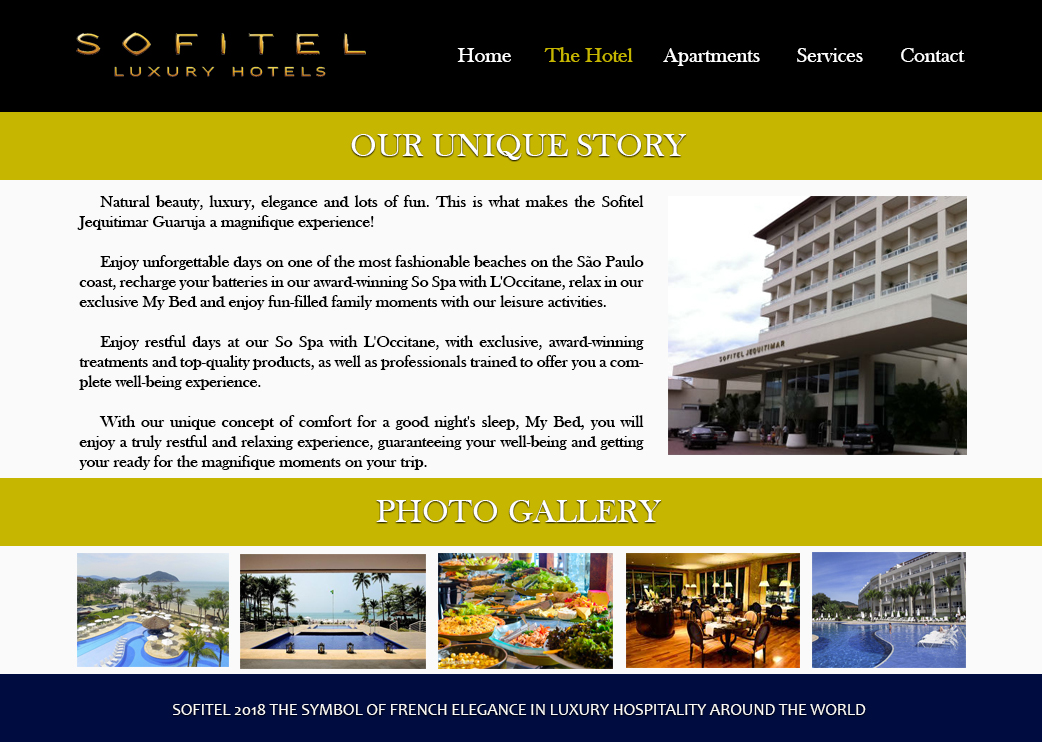 SOFITEL
LUXURY HOTELS
Home The Hotel Apartments Services Contact
OUR UNIQUE STORY
Natural beauty, luxury, elegance and lots of fun. This is what makes the Sofitel
Jequitimar Guaruja a magnifique experience!
Enjoy unforgettable days on one of the most fashionable beaches on the São Paulo
coast, recharge your batteries in our award-winning So Spa with L'Occitane, relax in our
exclusive My Bed and enjoy fun-filled family moments with our leisure activities.
Enjoy restful days at our So Spa with L'Occitane, with exclusive, award-winning
treatments and top-quality products, as well as professionals trained to offer you a com-
plete well-being experience.
With our unique concept of comfort for a good night's sleep, My Bed, you will
enjoy a truly restful and relaxing experience, guaranteeing your well-being and getting
your ready for the magnifique moments on your trip.
SOFITEL JEQUITIMAR
PHOTO GALLERY
SOFITEL 2018 THE SYMBOL OF FRENCH ELEGANCE IN LUXURY HOSPITALITY AROUND THE WORLD